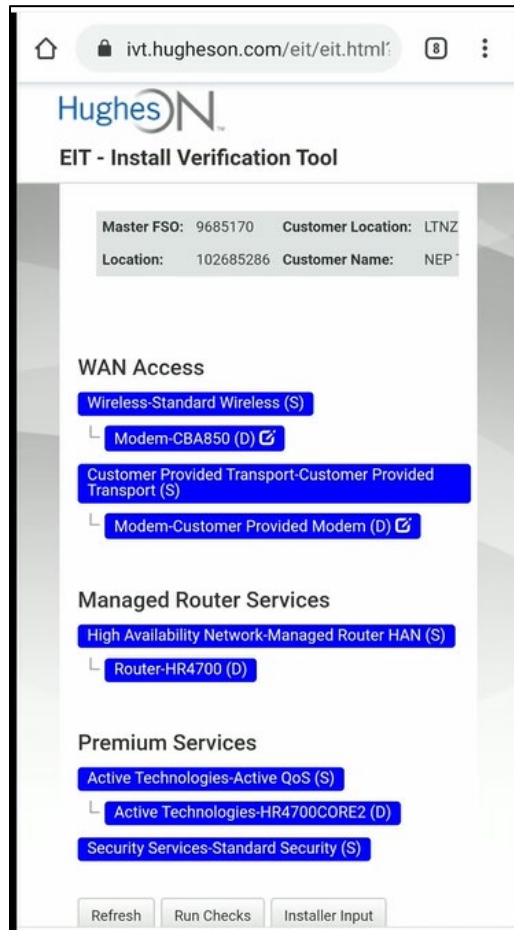 ivt.hugheson.com/eit/eit.html?
8
HughesON™
EIT - Install Verification Tool
Master FSO: 9685170 Customer Location: LTNZ
Location: 102685286 Customer Name: NEP
WAN Access
Wireless-Standard Wireless (S)
Modem-CBA850 (D)
Customer Provided Transport-Customer Provided
Transport (S)
Modem-Customer Provided Modem (D)
Managed Router Services
High Availability Network-Managed Router HAN (S)
Router-HR4700 (D)
Premium Services
Active Technologies-Active QoS (S)
Active Technologies-HR4700CORE2 (D)
Security Services-Standard Security (S)
Refresh Run Checks Installer Input